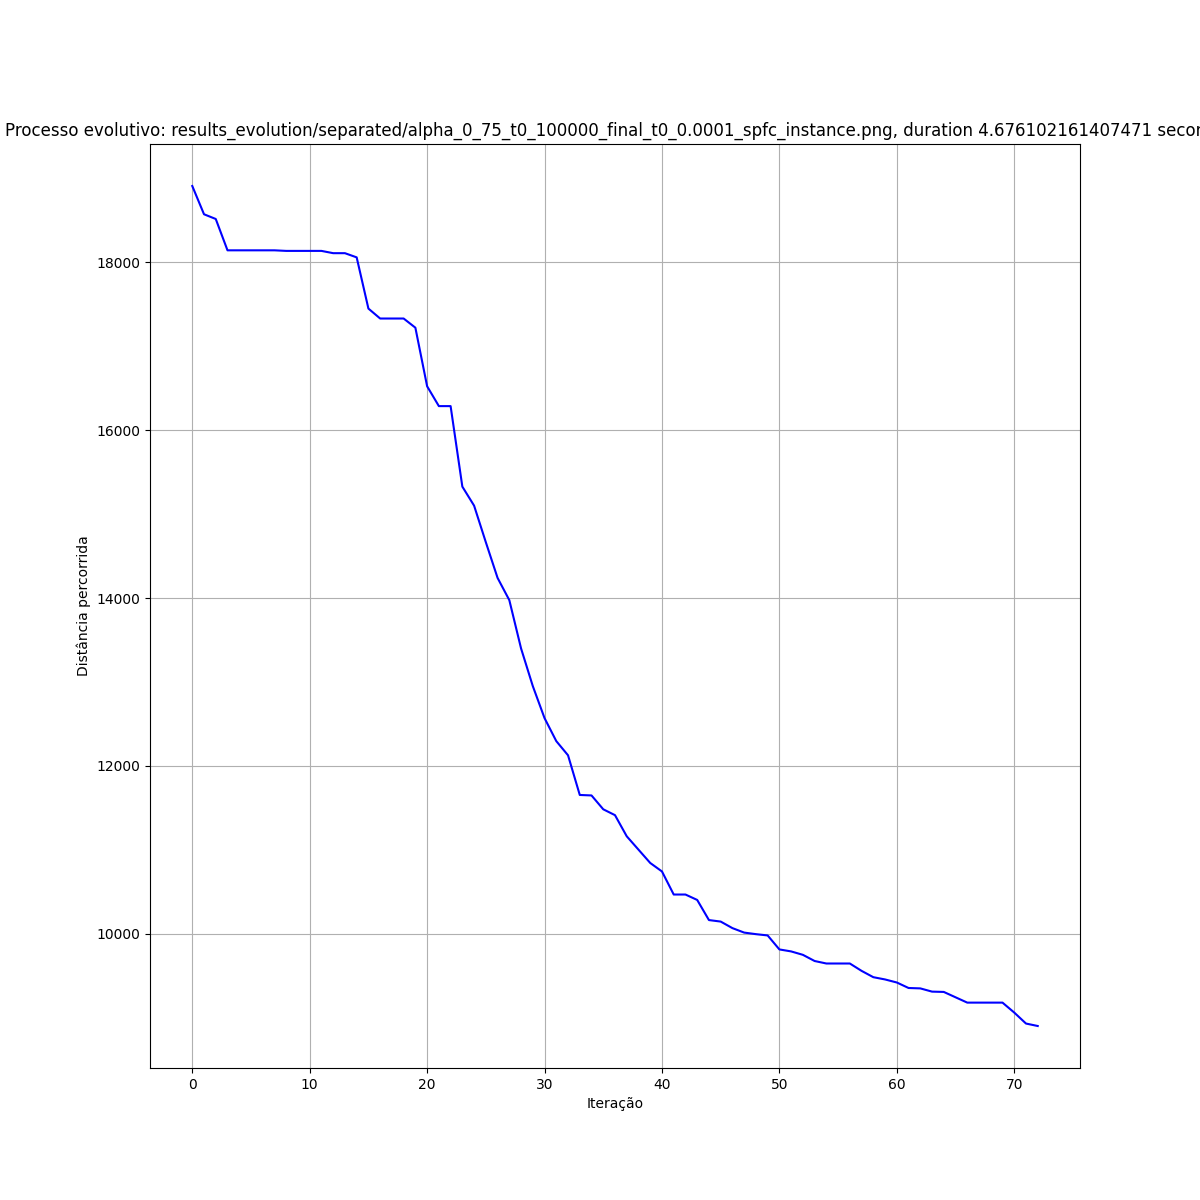 Processo evolutivo: results_evolution/separated/alpha_0_75_t0_100000_final_t0_0.0001_spfc_instance.png, duration 4.676102161407471
18000
16000
14000
12000
10000
Distância percorrida
0 10 20 30 40 50 60 70
Iteração